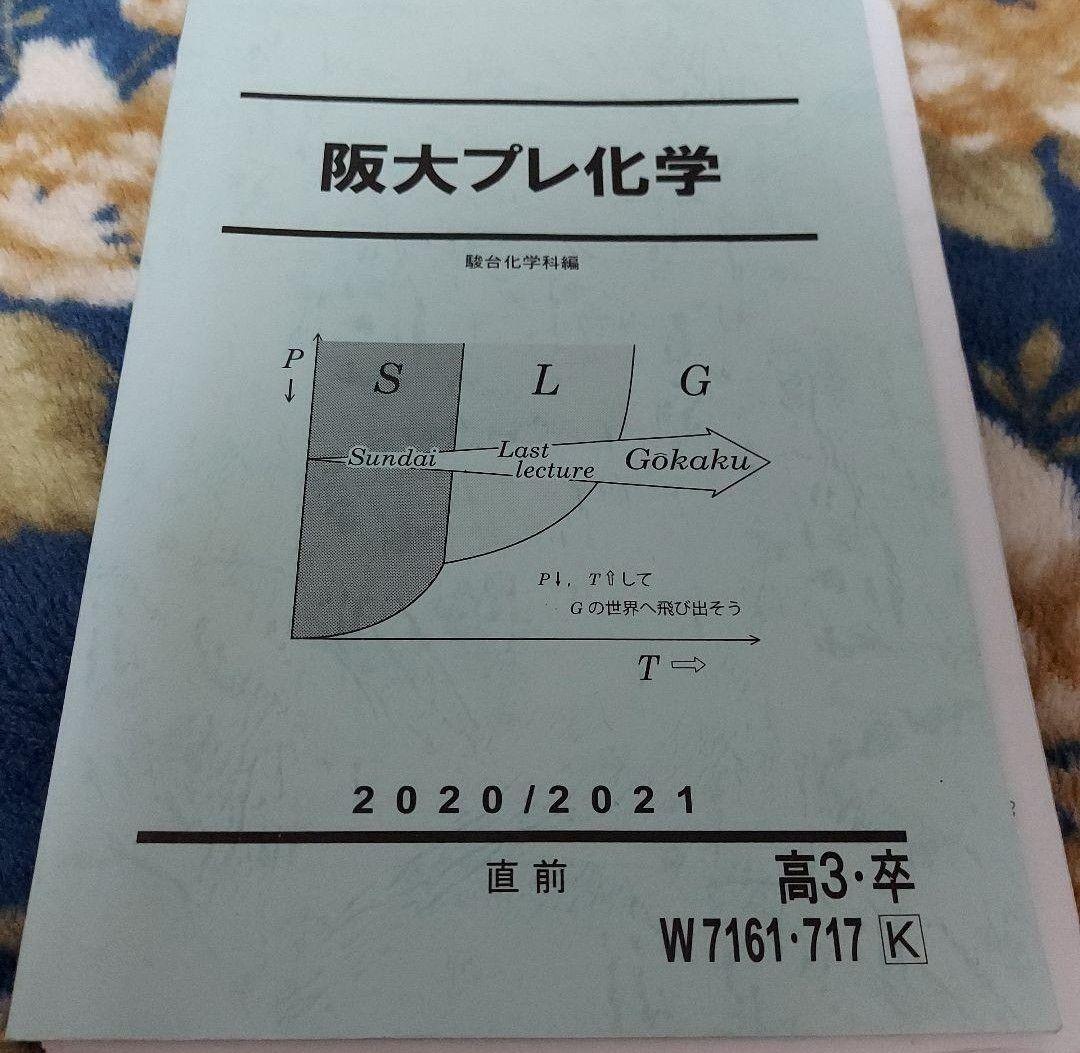 阪大プレ化学
駿台化学科編
P
↓
S
L
G
Sundai
Last
lecture
Gōkaku
P↓, T⇧して
Gの世界へ飛び出そう
T ⇨
2020/2021
直前
高3・卒
W7161・717 K